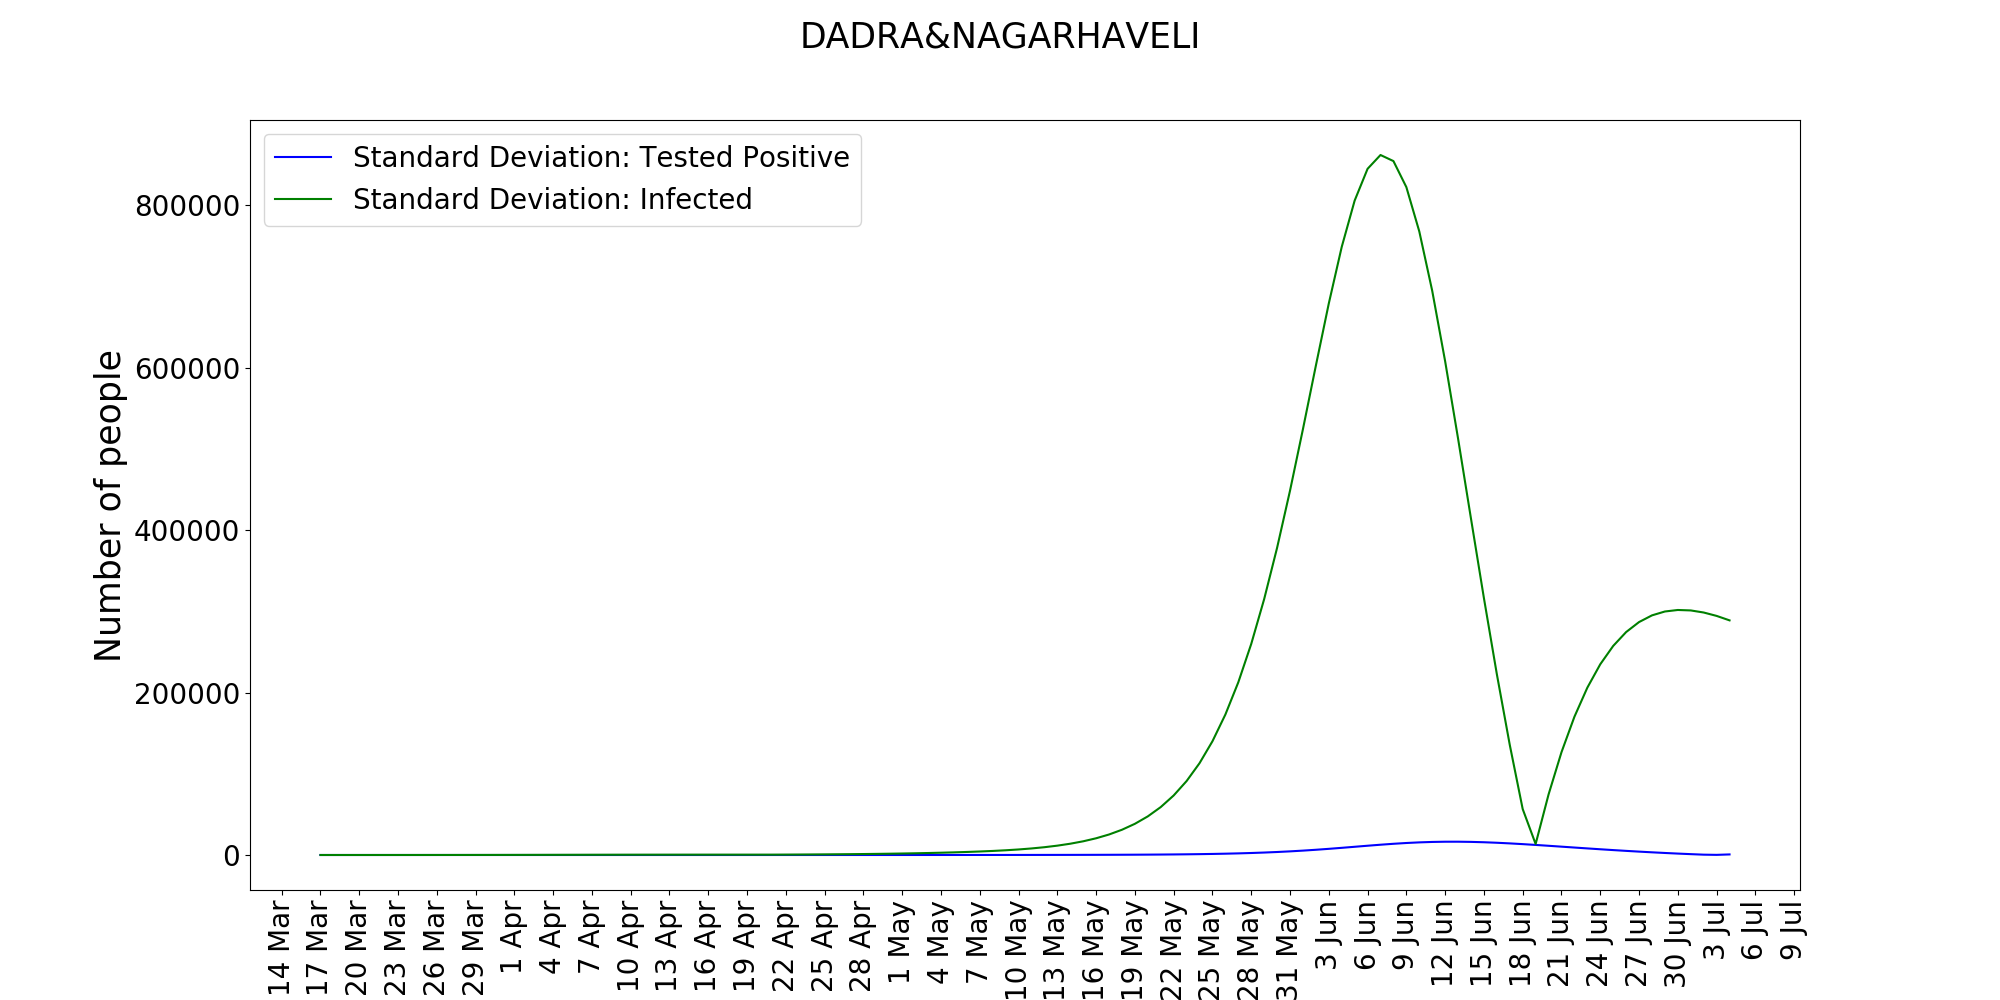 DADRA&NAGARHAVELI
Standard Deviation: Tested Positive
Standard Deviation: Infected
Number of people
800000
600000
400000
200000
0
14 Mar
17 Mar
20 Mar
23 Mar
26 Mar
29 Mar
1 Apr
4 Apr
7 Apr
10 Apr
13 Apr
16 Apr
19 Apr
22 Apr
25 Apr
28 Apr
1 May
4 May
7 May
10 May
13 May
16 May
19 May
22 May
25 May
28 May
31 May
3 Jun
6 Jun
9 Jun
12 Jun
15 Jun
18 Jun
21 Jun
24 Jun
27 Jun
30 Jun
3 Jul
6 Jul
9 Jul